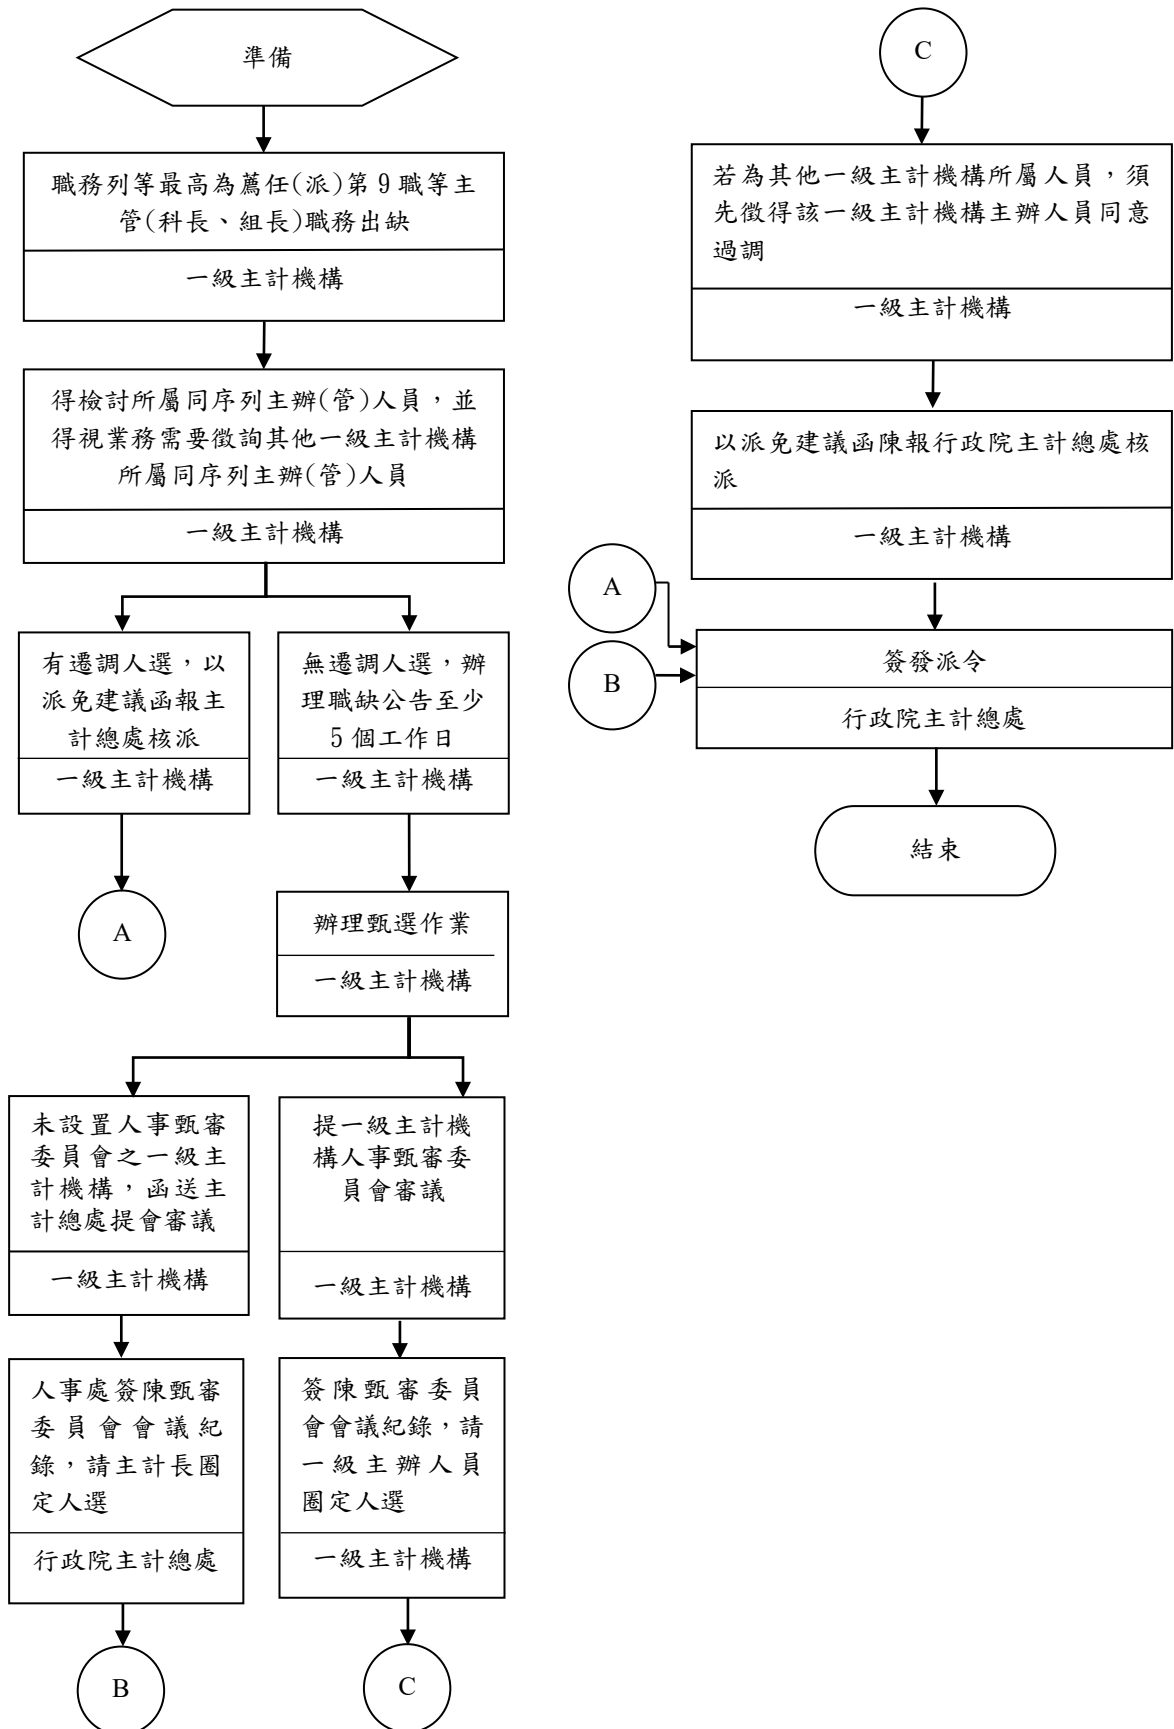 準備
職務列等最高為薦任(派)第 9 職等主
管(科長、組長)職務出缺
一級主計機構
得檢討所屬同序列主辦(管)人員，並
得視業務需要徵詢其他一級主計機構
所屬同序列主辦(管)人員
一級主計機構
有遷調人選，以
派免建議函報主
計總處核派
一級主計機構
無遷調人選，辦
理職缺公告至少
5 個工作日
一級主計機構
A
辦理甄選作業
一級主計機構
未設置人事甄審
委員會之一級主
計機構，函送主
計總處提會審議
一級主計機構
提一級主計機
構人事甄審委
員會審議
一級主計機構
人事處簽陳甄審
委員會會議紀
錄，請主計長圈
定人選
行政院主計總處
簽陳甄審委員
會會議紀錄，請
一級主辦人員
圈定人選
一級主計機構
B
C
C
若為其他一級主計機構所屬人員，須
先徵得該一級主計機構主辦人員同意
過調
一級主計機構
以派免建議函陳報行政院主計總處核
派
一級主計機構
A
B
簽發派令
行政院主計總處
結束